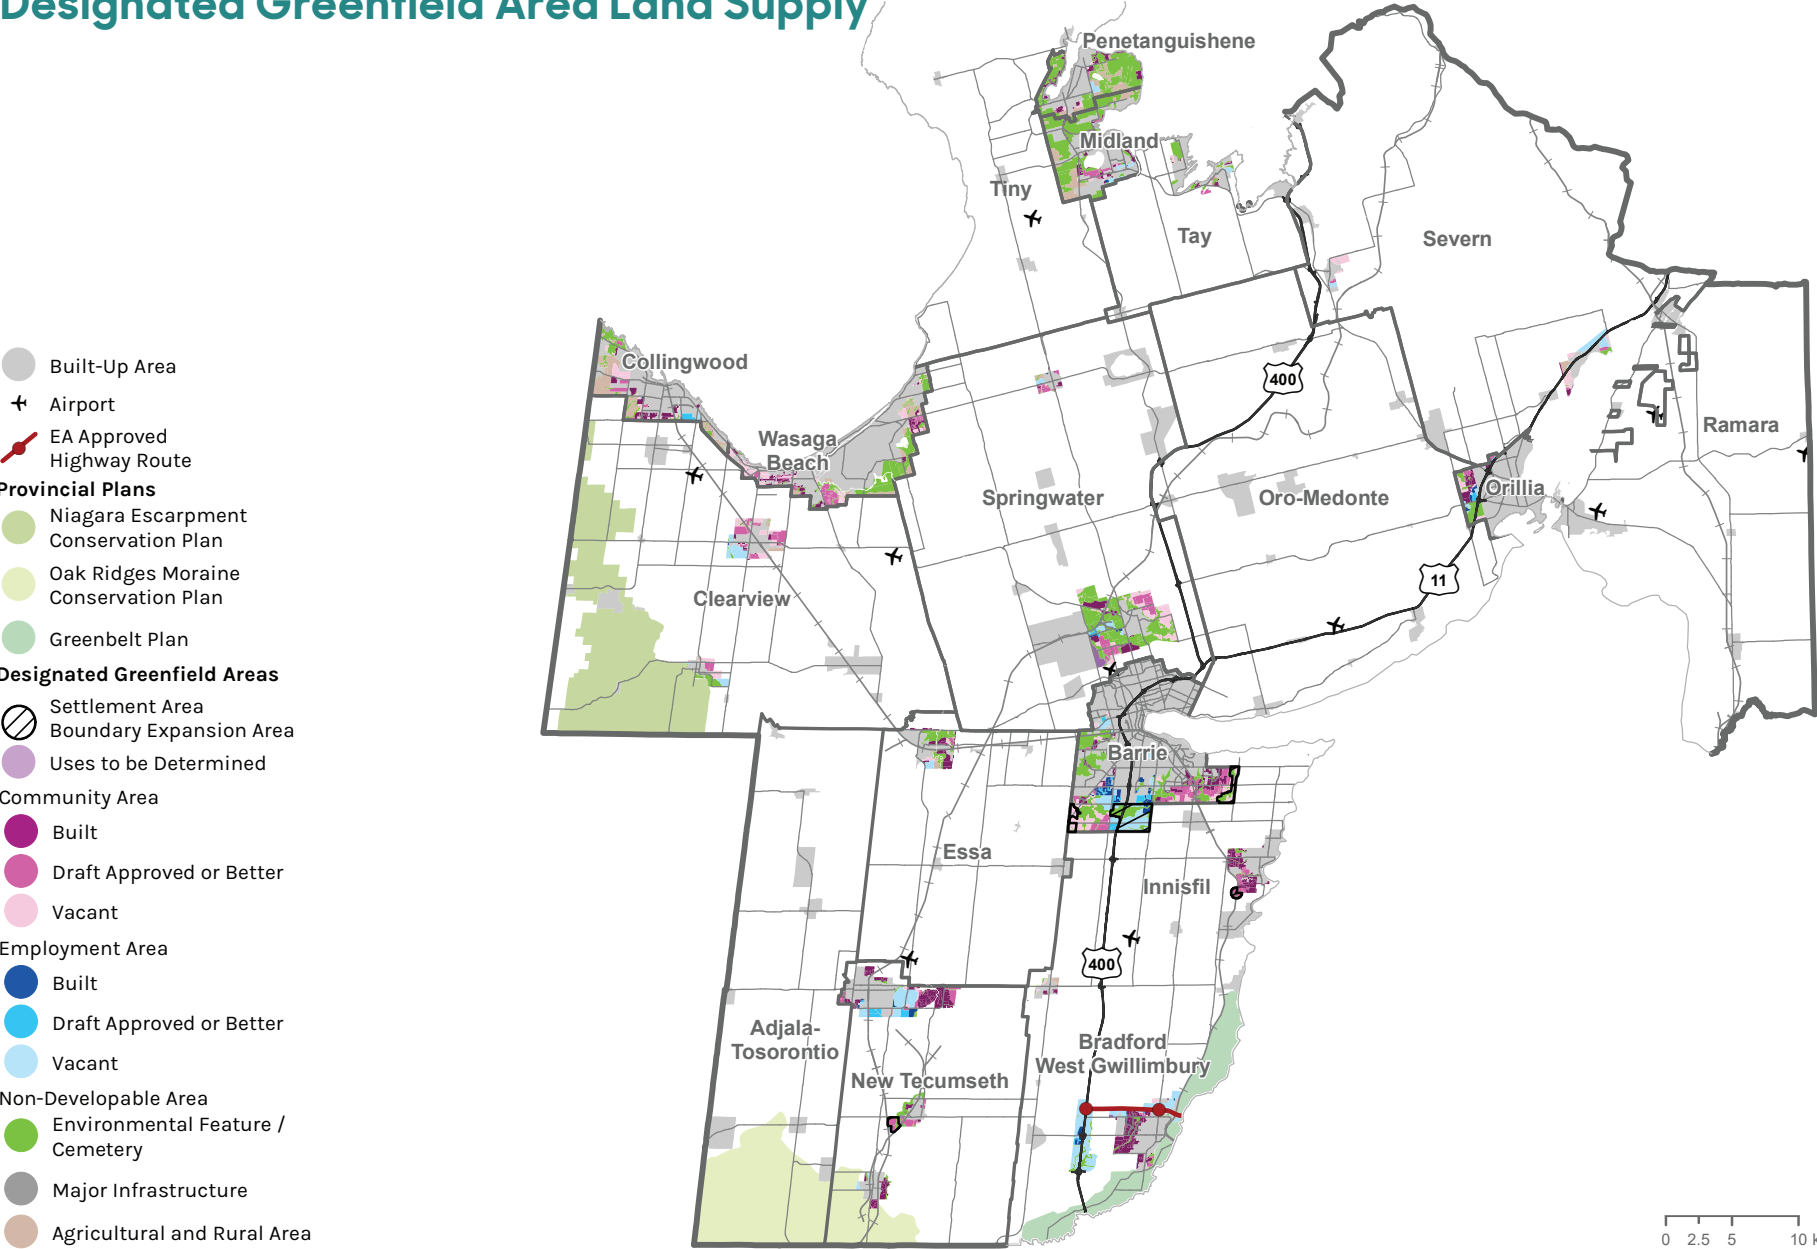 Designated Greenfield Area Land Supply
Built-Up Area
Airport
EA Approved
Highway Route
Provincial Plans
Niagara Escarpment
Conservation Plan
Oak Ridges Moraine
Conservation Plan
Greenbelt Plan
Designated Greenfield Areas
Settlement Area
Boundary Expansion Area
Uses to be Determined
Community Area
Built
Draft Approved or Better
Vacant
Employment Area
Built
Draft Approved or Better
Vacant
Non-Developable Area
Environmental Feature /
Cemetery
Major Infrastructure
Agricultural and Rural Area
Penetanguishene
Midland
Tiny
Tay
Severn
Collingwood
400
Ramara
Wasaga
Beach
Springwater
Oro-Medonte
Orillia
11
Clearview
Barrie
Essa
Innisfil
400
Adjala-
Tosorontio
Bradford
West Gwillimbury
New Tecumseth
0 2.5 5 10